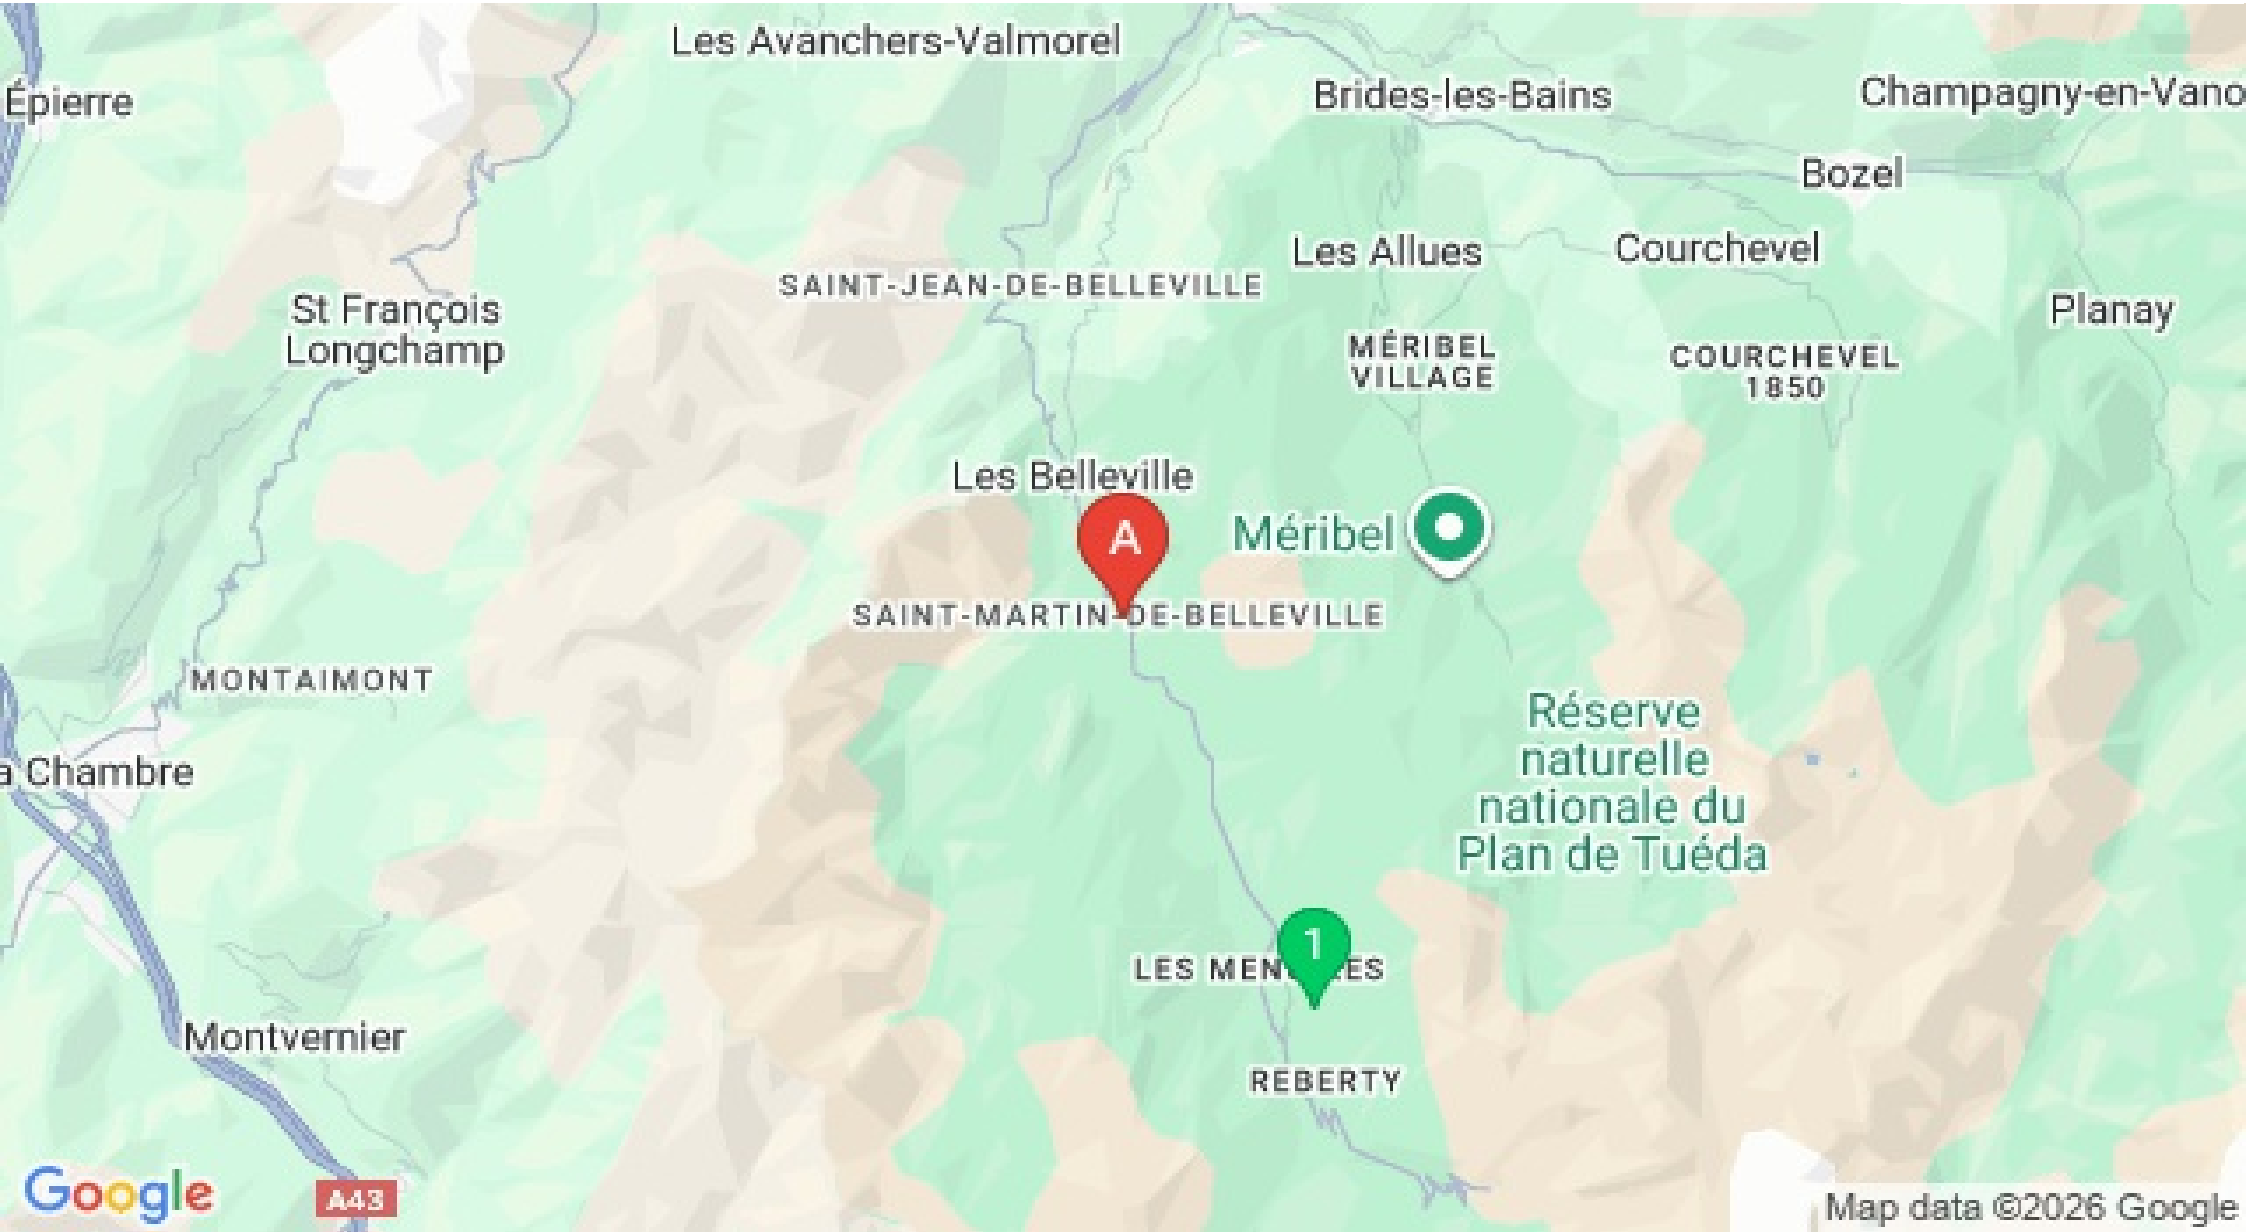 Les Avanchers-Valmorel
Épierre
Brides-les-Bains
Champagny-en-Vano
Bozel
Les Allues
Courchevel
SAINT-JEAN-DE-BELLEVILLE
St François
Longchamp
Planay
MÉRIBEL
VILLAGE
COURCHEVEL
1850
Les Belleville
A
Méribel
SAINT-MARTIN-DE-BELLEVILLE
MONTAIMONT
Réserve
naturelle
nationale du
Plan de Tuéda
a Chambre
1
LES MEN ES
Montvernier
REBERTY
Google
A43
Map data ©2026 Google